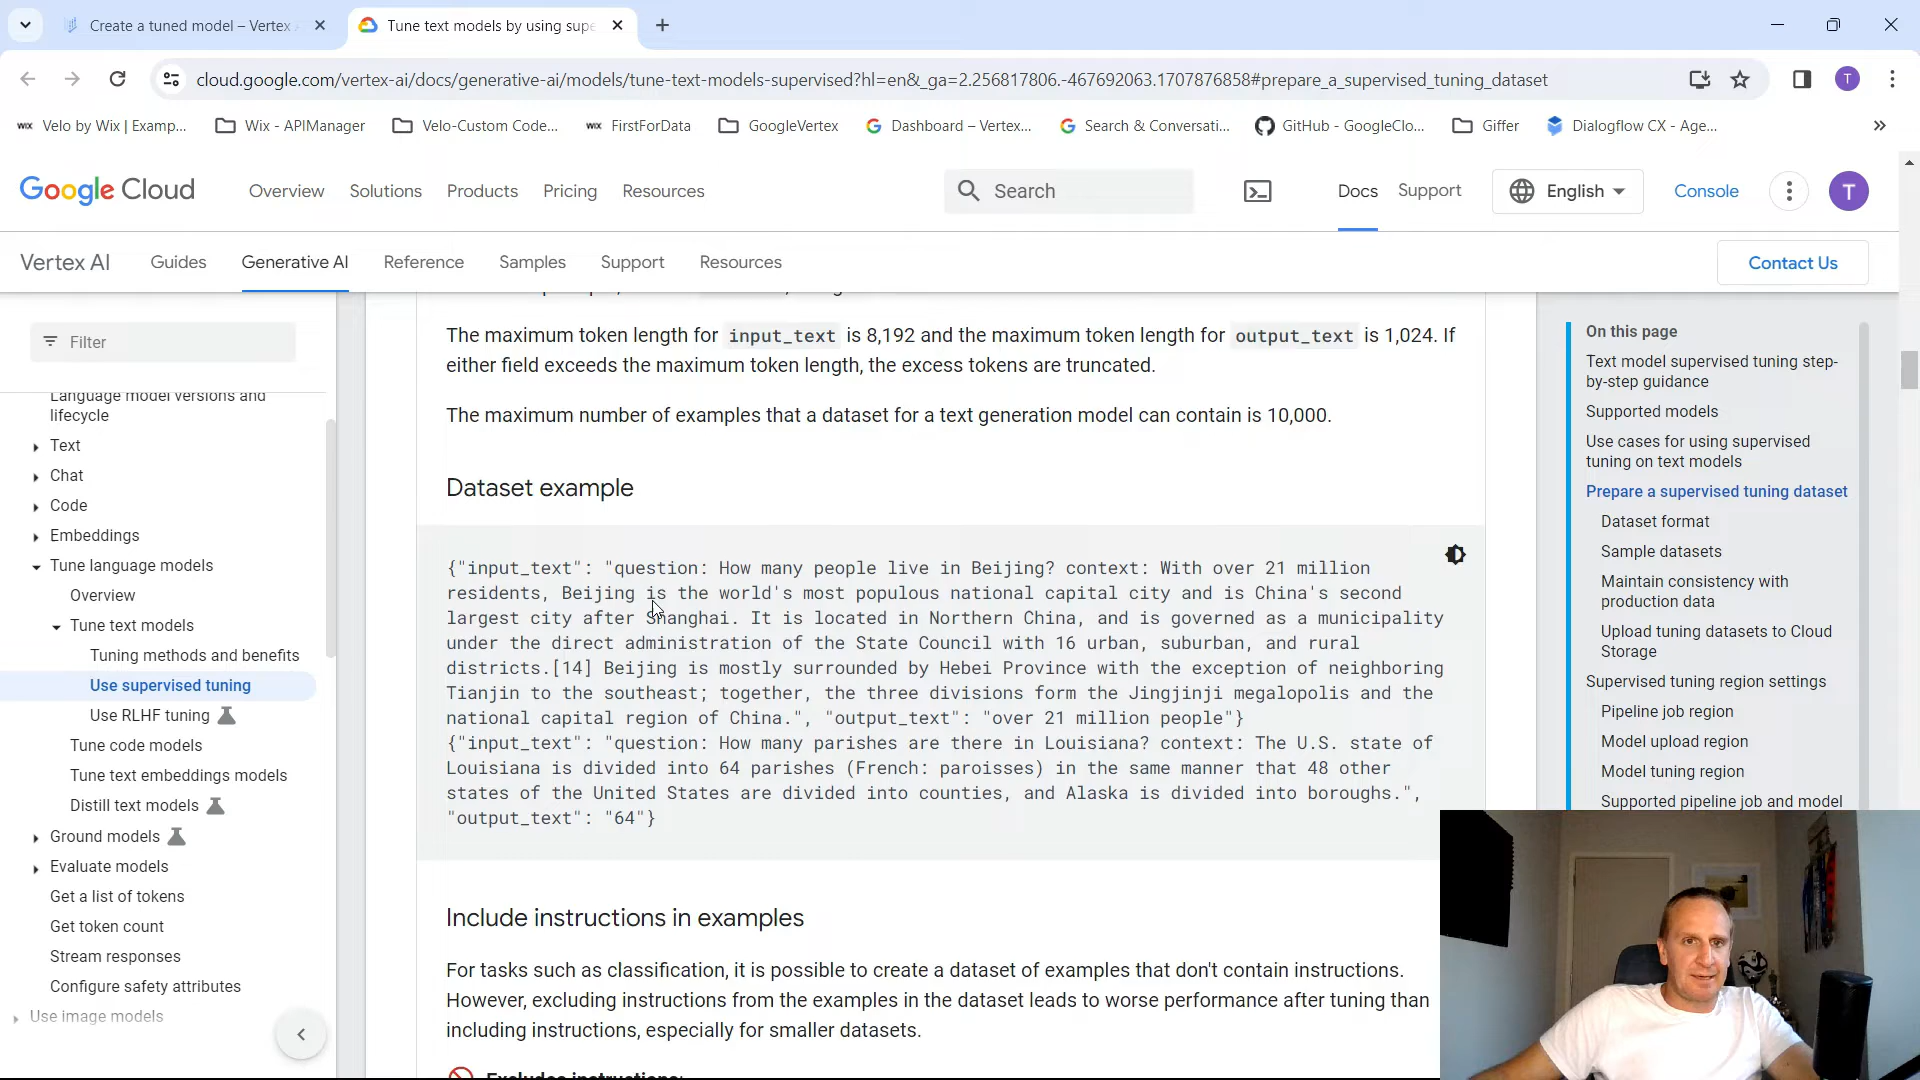 Create a tuned model – Vertex
Tune text models by using supe
cloud.google.com/vertex-ai/docs/generative-ai/models/tune-text-models-supervised?hl=en&_ga=2.256817806.-467692063.1707876858#prepare_a_supervised_tuning_dataset
T
WIX Velo by Wix | Examp...
Wix - APIManager
Velo-Custom Code...
WIX FirstForData
GoogleVertex
Dashboard – Vertex...
Search & Conversati...
GitHub - GoogleClo...
Giffer
Dialogflow CX - Age...
Google Cloud
Overview
Solutions
Products
Pricing
Resources
Search
Docs
Support
English
Console
T
Vertex AI
Guides
Generative AI
Reference
Samples
Support
Resources
Contact Us
Filter
Language model versions and
lifecycle
Text
Chat
Code
Embeddings
Tune language models
Overview
Tune text models
Tuning methods and benefits
Use supervised tuning
Use RLHF tuning
Tune code models
Tune text embeddings models
Distill text models
Ground models
Evaluate models
Get a list of tokens
Get token count
Stream responses
Configure safety attributes
Use image models
The maximum token length for input_text is 8,192 and the maximum token length for output_text is 1,024. If
either field exceeds the maximum token length, the excess tokens are truncated.
The maximum number of examples that a dataset for a text generation model can contain is 10,000.
Dataset example
{"input_text": "question: How many people live in Beijing? context: With over 21 million
residents, Beijing is the world's most populous national capital city and is China's second
largest city after Shanghai. It is located in Northern China, and is governed as a municipality
under the direct administration of the State Council with 16 urban, suburban, and rural
districts.[14] Beijing is mostly surrounded by Hebei Province with the exception of neighboring
Tianjin to the southeast; together, the three divisions form the Jingjinji megalopolis and the
national capital region of China.", "output_text": "over 21 million people"}
{"input_text": "question: How many parishes are there in Louisiana? context: The U.S. state of
Louisiana is divided into 64 parishes (French: paroisses) in the same manner that 48 other
states of the United States are divided into counties, and Alaska is divided into boroughs.",
"output_text": "64"}
Include instructions in examples
For tasks such as classification, it is possible to create a dataset of examples that don't contain instructions.
However, excluding instructions from the examples in the dataset leads to worse performance after tuning than
including instructions, especially for smaller datasets.
Excludes instructions:
On this page
Text model supervised tuning step-
by-step guidance
Supported models
Use cases for using supervised
tuning on text models
Prepare a supervised tuning dataset
Dataset format
Sample datasets
Maintain consistency with
production data
Upload tuning datasets to Cloud
Storage
Supervised tuning region settings
Pipeline job region
Model upload region
Model tuning region
Supported pipeline job and model